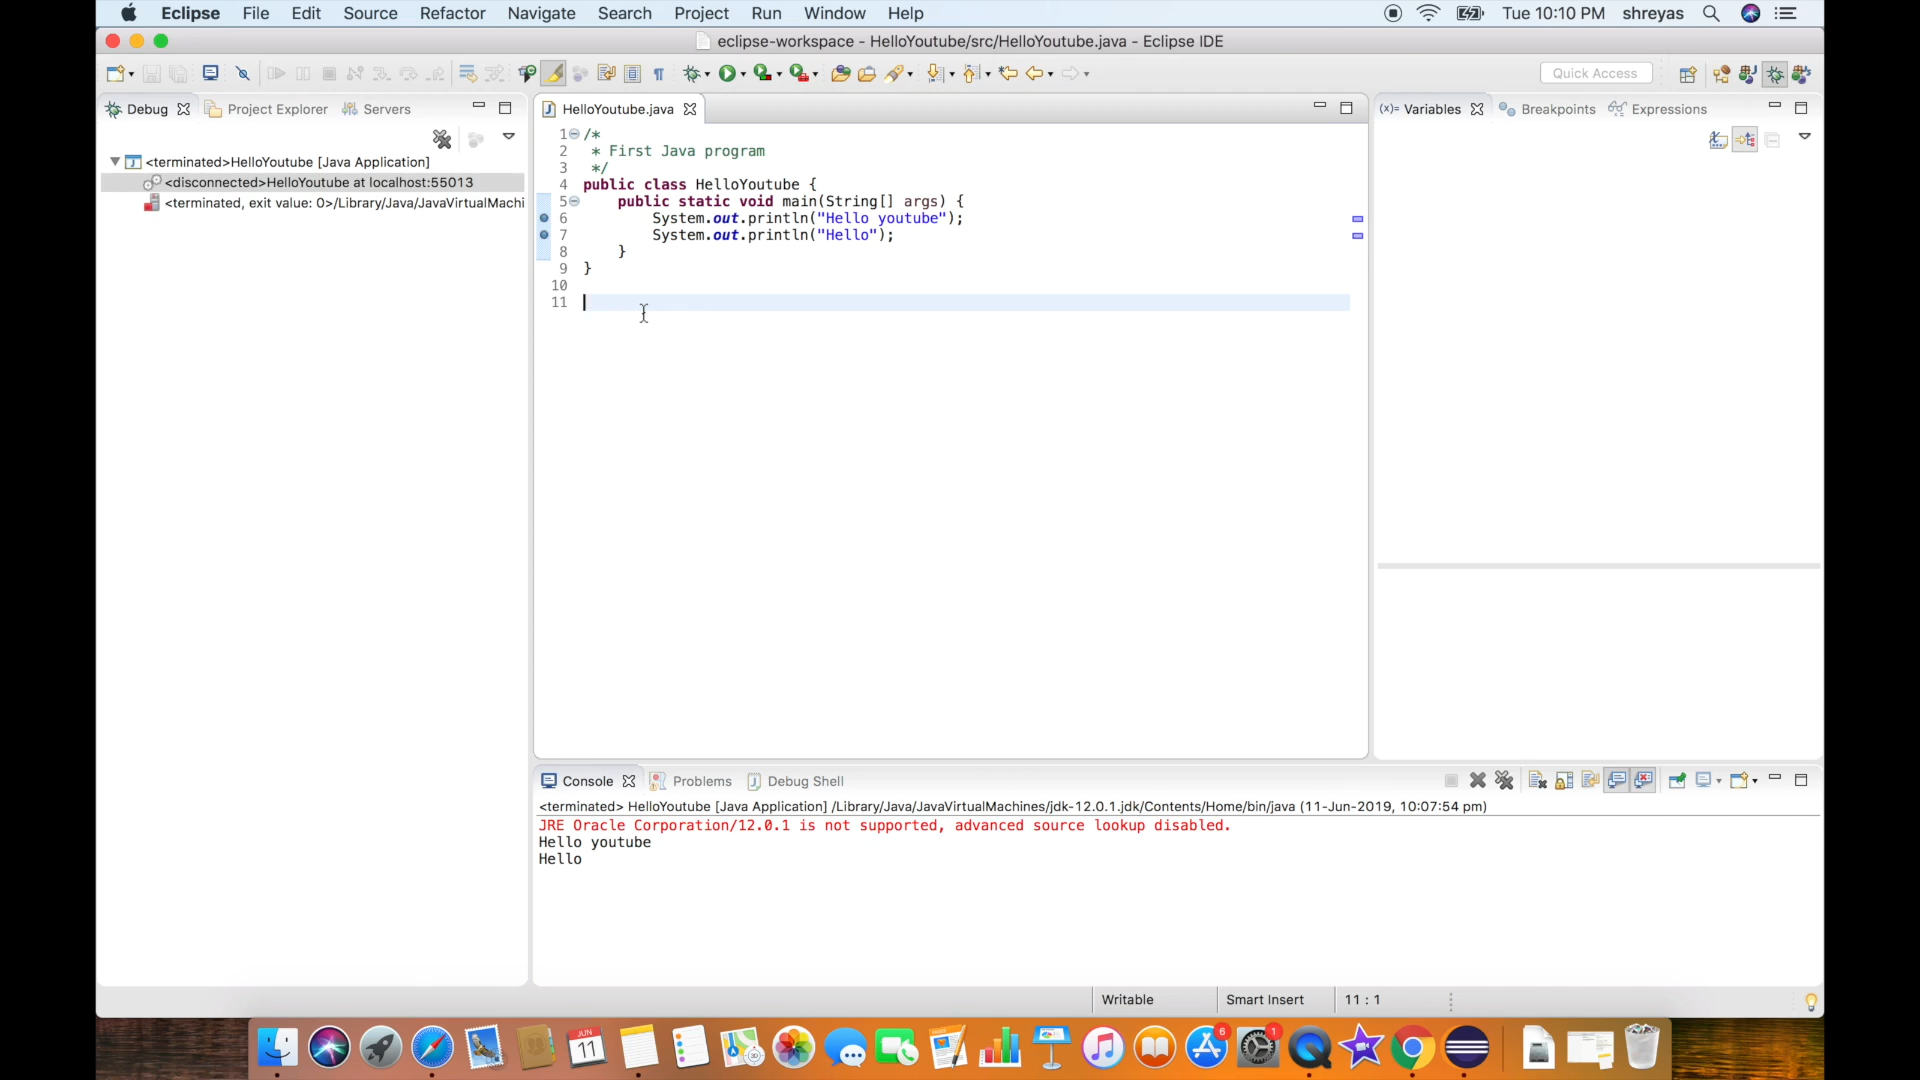 Eclipse File Edit Source Refactor Navigate Search Project Run Window Help Tue 10:10 PM shreyas
eclipse-workspace - HelloYoutube/src/HelloYoutube.java - Eclipse IDE
Quick Access
Debug Project Explorer Servers
<terminated>HelloYoutube [Java Application]
<disconnected>HelloYoutube at localhost:55013
<terminated, exit value: 0>/Library/Java/JavaVirtualMachi
HelloYoutube.java
1 /*
2 * First Java program
3 */
4 public class HelloYoutube {
5 public static void main(String[] args) {
6 System.out.println("Hello youtube");
7 System.out.println("Hello");
8 }
9 }
10
11
(x)= Variables Breakpoints Expressions
Console Problems Debug Shell
<terminated> HelloYoutube [Java Application] /Library/Java/JavaVirtualMachines/jdk-12.0.1.jdk/Contents/Home/bin/java (11-Jun-2019, 10:07:54 pm)
JRE Oracle Corporation/12.0.1 is not supported, advanced source lookup disabled.
Hello youtube
Hello
Writable Smart Insert 11 : 1
JUN
11
3D
6
1